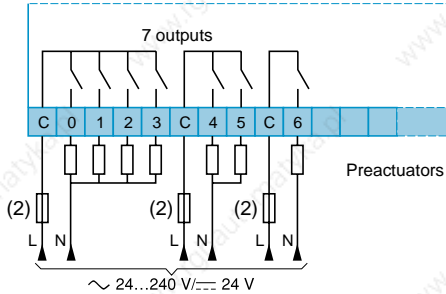 7 outputs
C 0 1 2 3 C 4 5 C 6
Preactuators
(2) (2) (2)
L N L N L N
∼ 24…240 V/⎓ 24 V